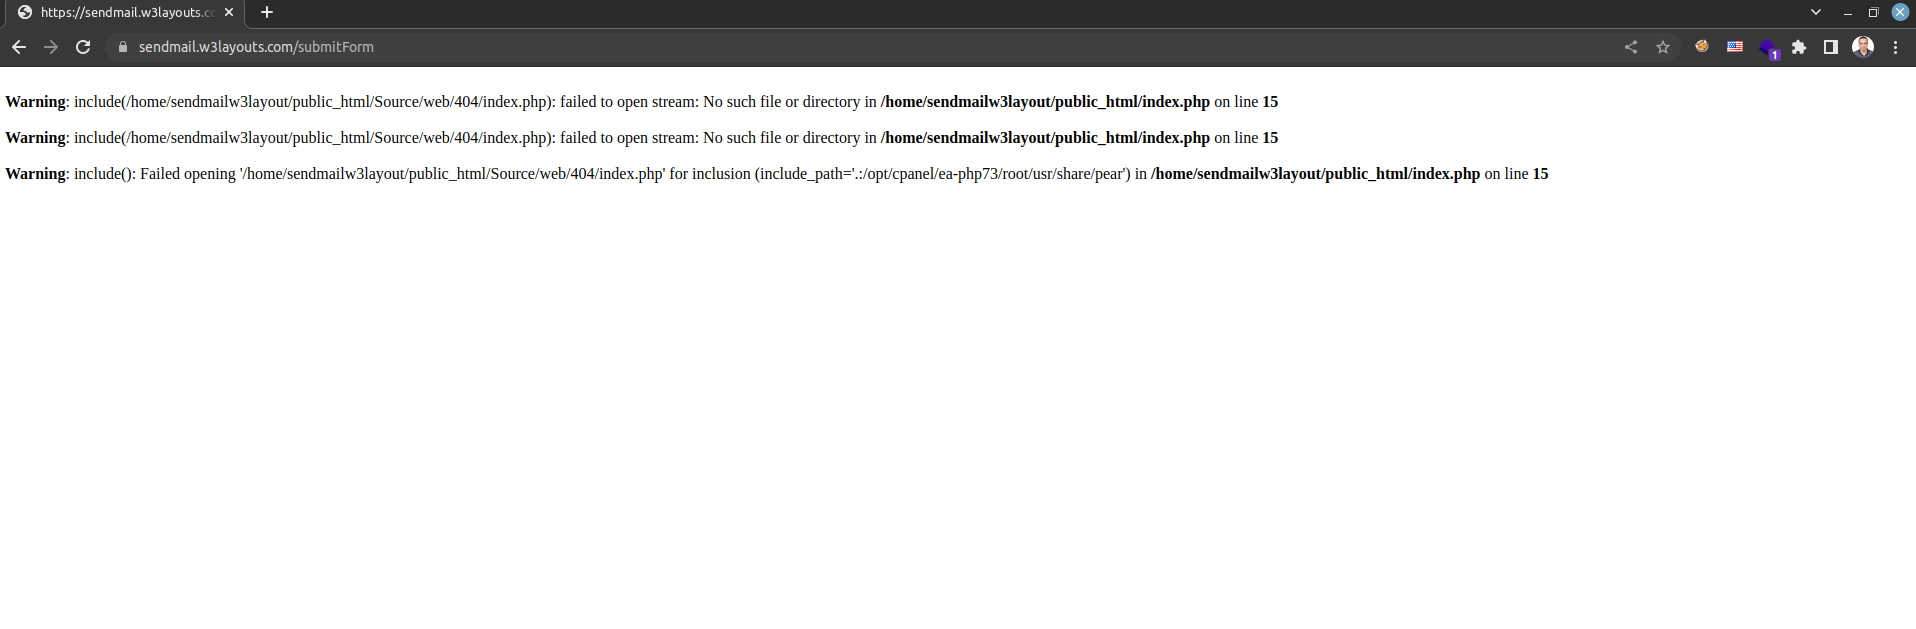 https://sendmail.w3layouts.co
sendmail.w3layouts.com/submitForm
1
Warning: include(/home/sendmailw3layout/public_html/Source/web/404/index.php): failed to open stream: No such file or directory in /home/sendmailw3layout/public_html/index.php on line 15
Warning: include(/home/sendmailw3layout/public_html/Source/web/404/index.php): failed to open stream: No such file or directory in /home/sendmailw3layout/public_html/index.php on line 15
Warning: include(): Failed opening '/home/sendmailw3layout/public_html/Source/web/404/index.php' for inclusion (include_path='.:/opt/cpanel/ea-php73/root/usr/share/pear') in /home/sendmailw3layout/public_html/index.php on line 15